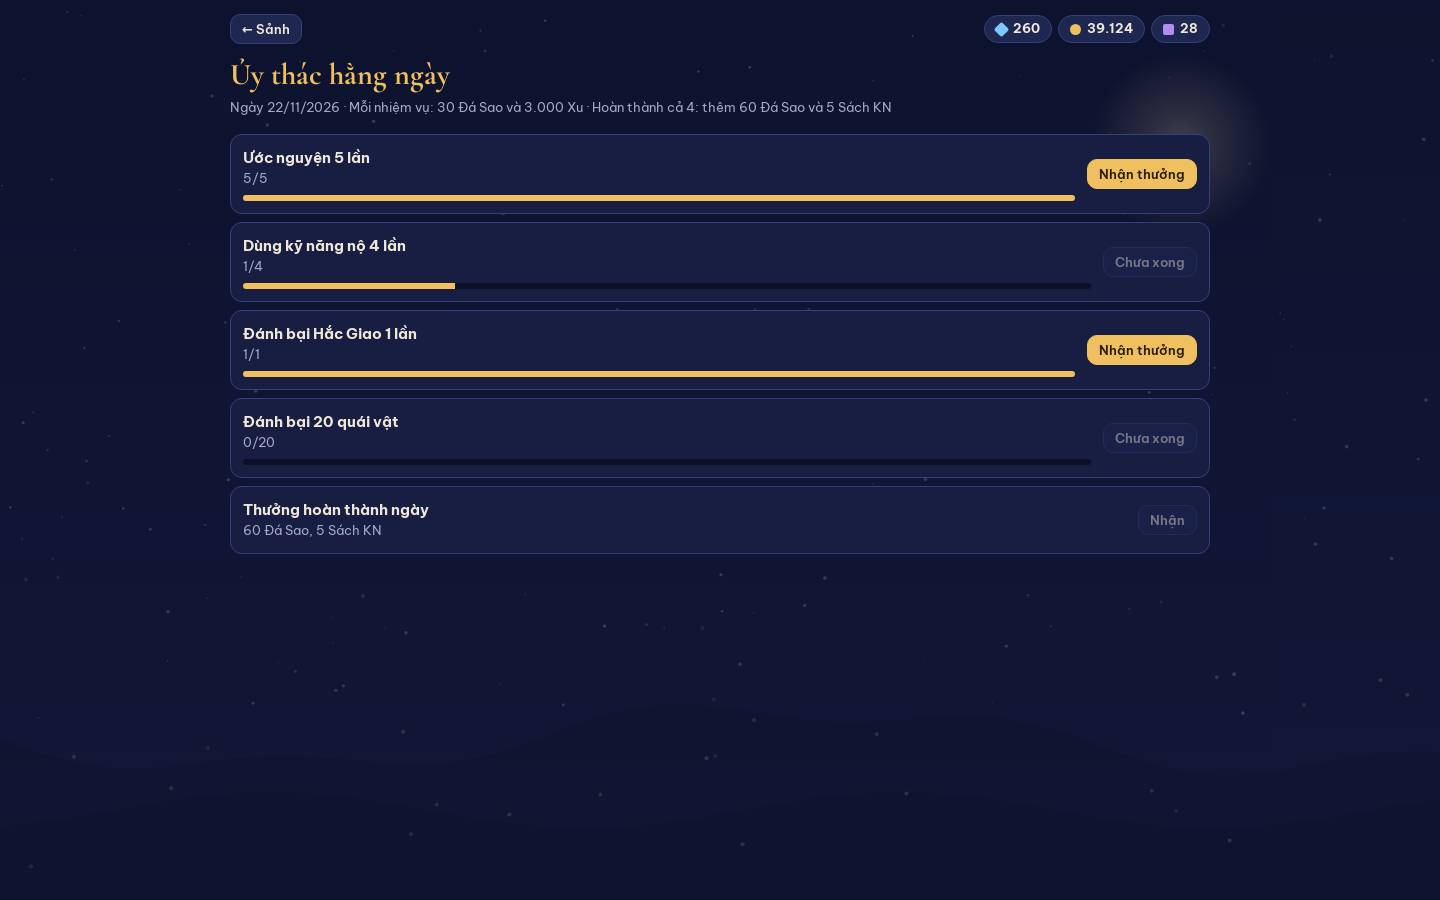 ← Sảnh
260
39.124
28
Ủy thác hằng ngày
Ngày 22/11/2026 · Mỗi nhiệm vụ: 30 Đá Sao và 3.000 Xu · Hoàn thành cả 4: thêm 60 Đá Sao và 5 Sách KN
Ước nguyện 5 lần
5/5
Nhận thưởng
Dùng kỹ năng nộ 4 lần
1/4
Chưa xong
Đánh bại Hắc Giao 1 lần
1/1
Nhận thưởng
Đánh bại 20 quái vật
0/20
Chưa xong
Thưởng hoàn thành ngày
60 Đá Sao, 5 Sách KN
Nhận